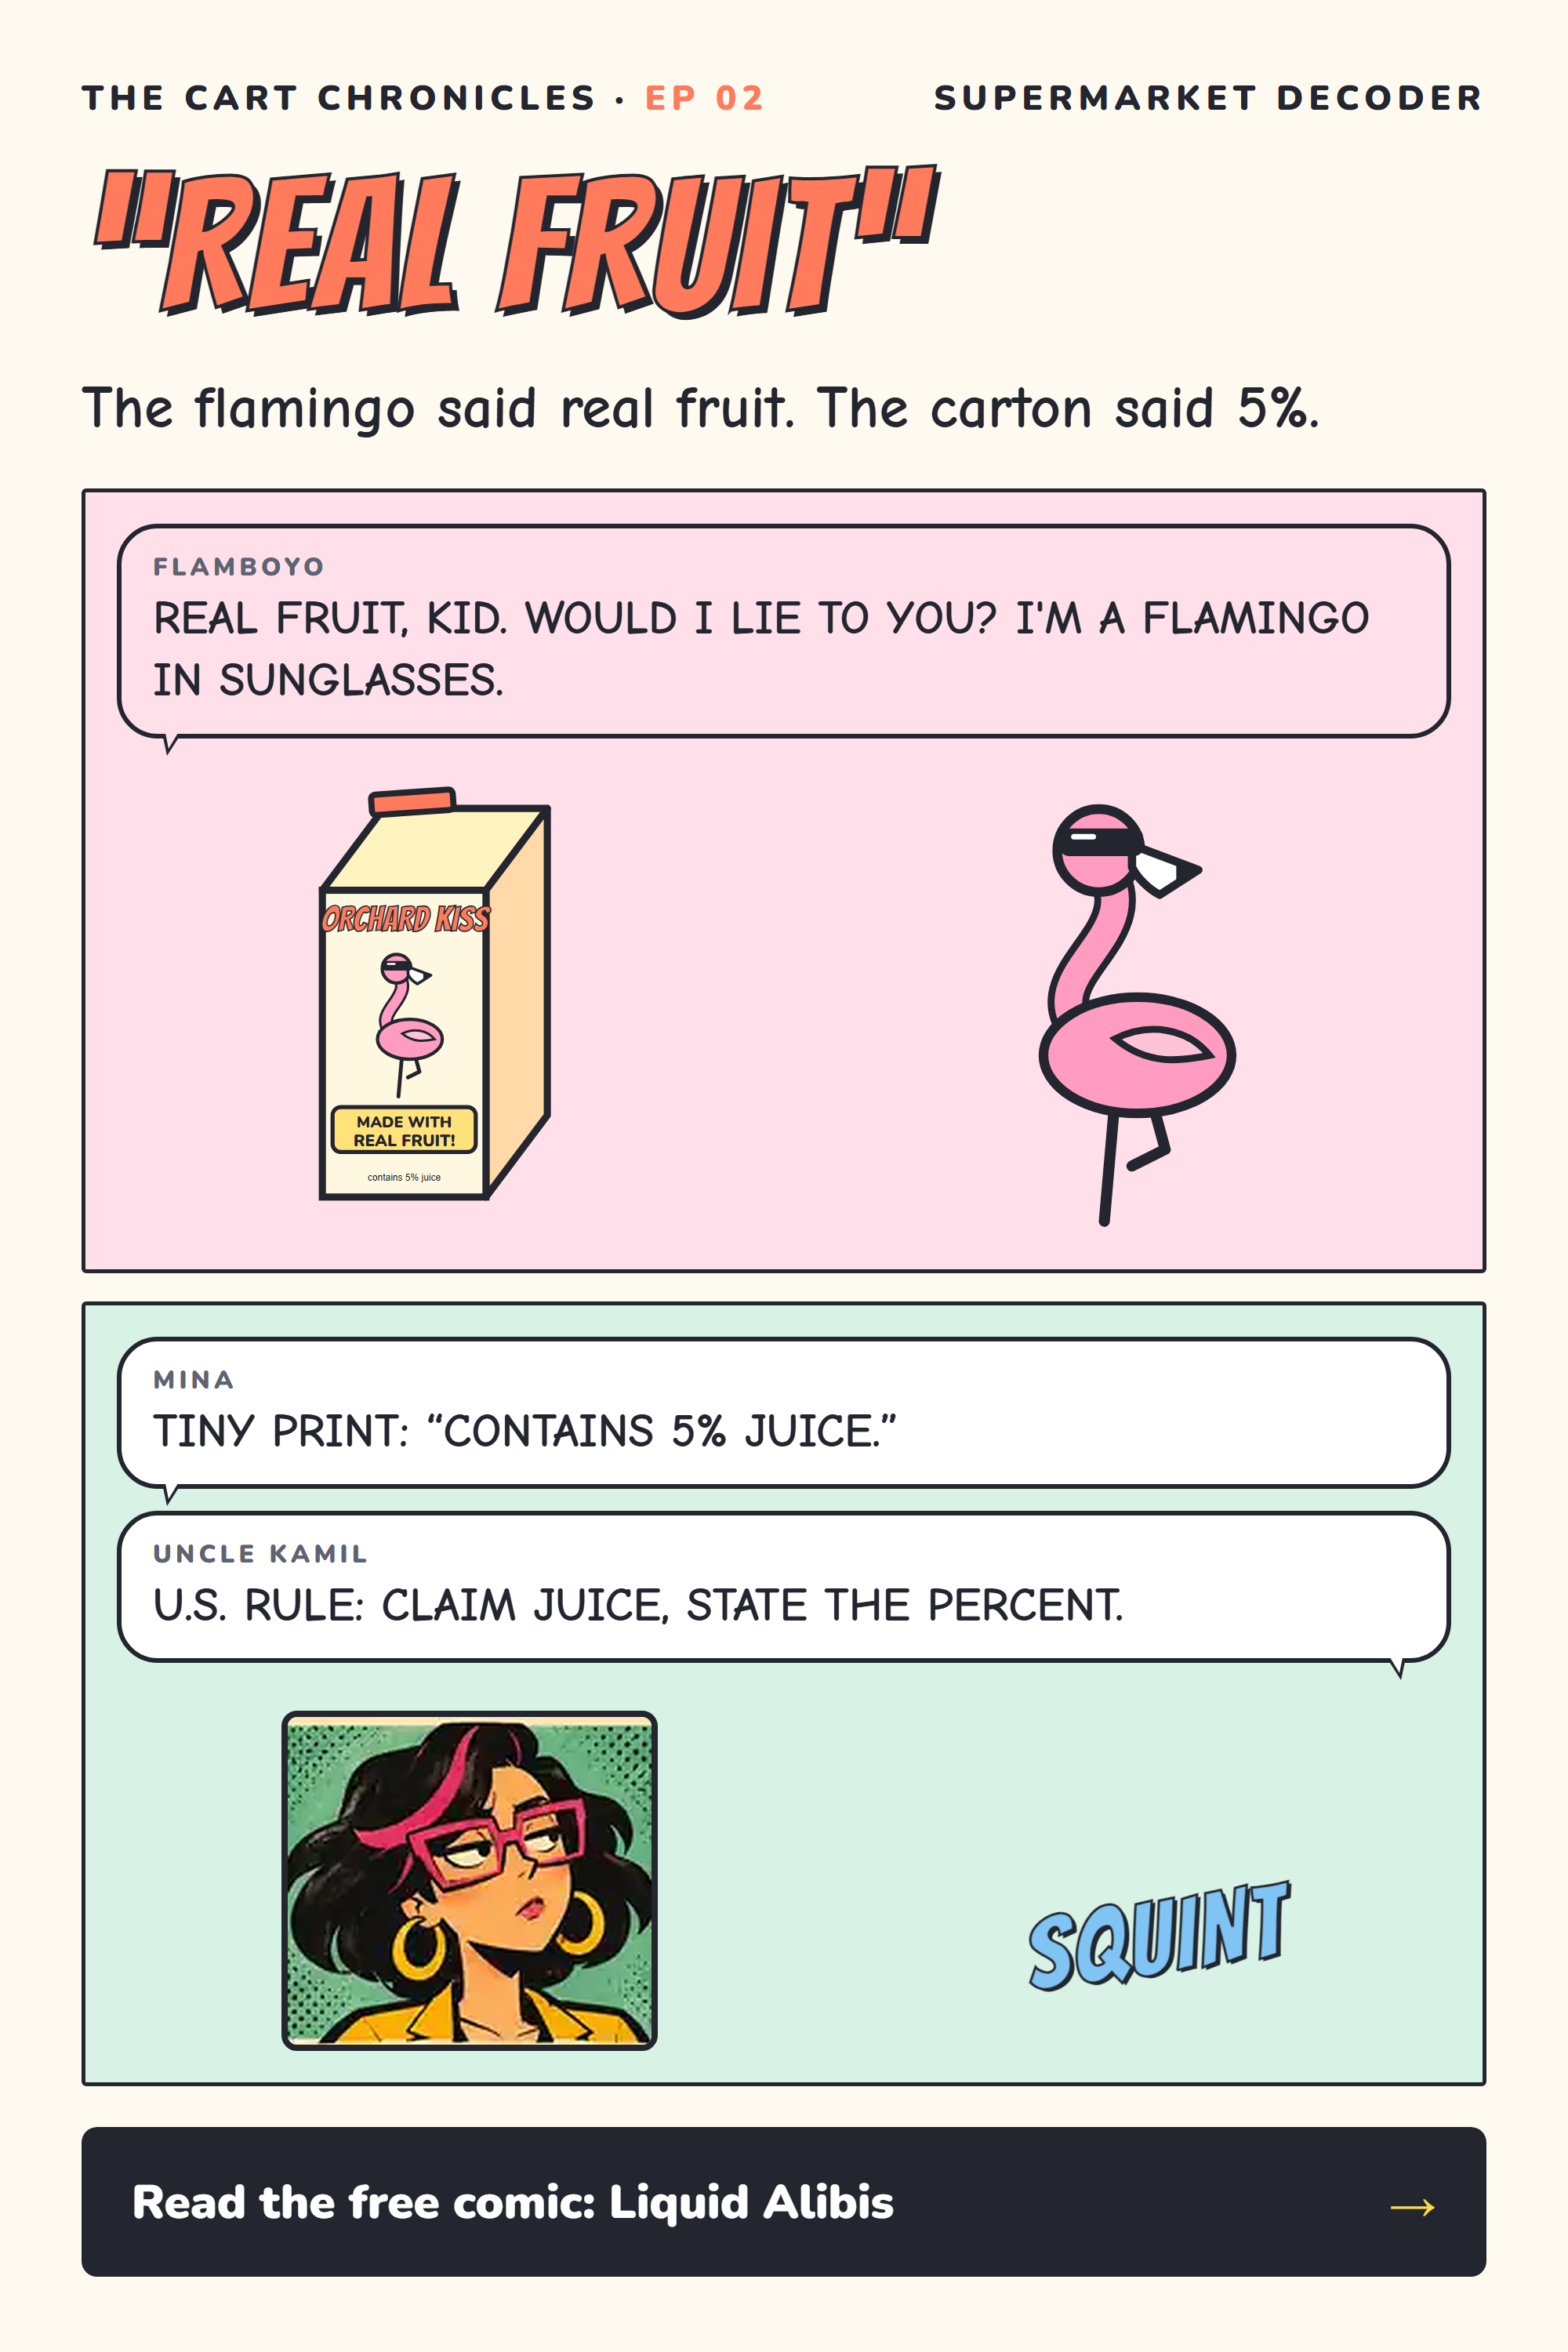 THE CART CHRONICLES · EP 02
SUPERMARKET DECODER
"REAL FRUIT"
The flamingo said real fruit. The carton said 5%.
FLAMBOYO
REAL FRUIT, KID. WOULD I LIE TO YOU? I'M A FLAMINGO
IN SUNGLASSES.
ORCHARD KISS
MADE WITH
REAL FRUIT!
contains 5% juice
MINA
TINY PRINT: “CONTAINS 5% JUICE.”
UNCLE KAMIL
U.S. RULE: CLAIM JUICE, STATE THE PERCENT.
SQUINT
Read the free comic: Liquid Alibis →